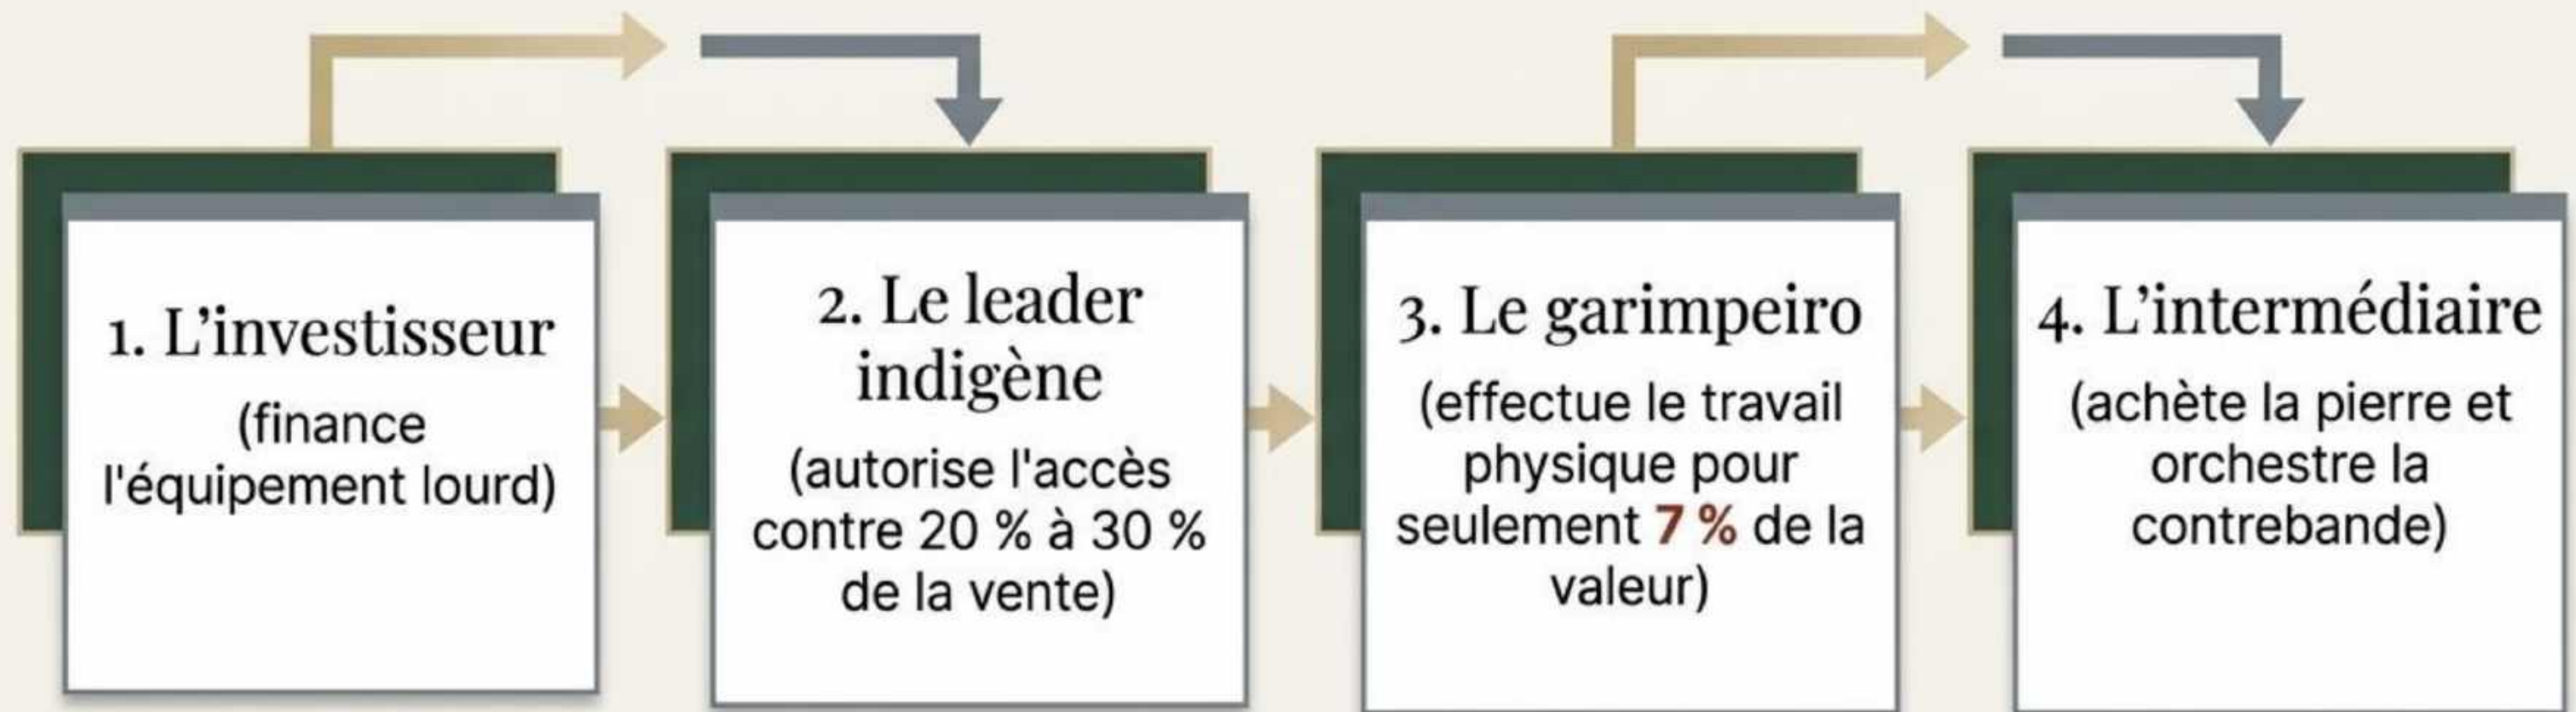 1. L’investisseur
(finance
l'équipement lourd)
2. Le leader
indigène
(autorise l'accès
contre 20 % à 30 %
de la vente)
3. Le garimpeiro
(effectue le travail
physique pour
seulement 7 % de la
valeur)
4. L’intermédiaire
(achète la pierre et
orchestre la
contrebande)